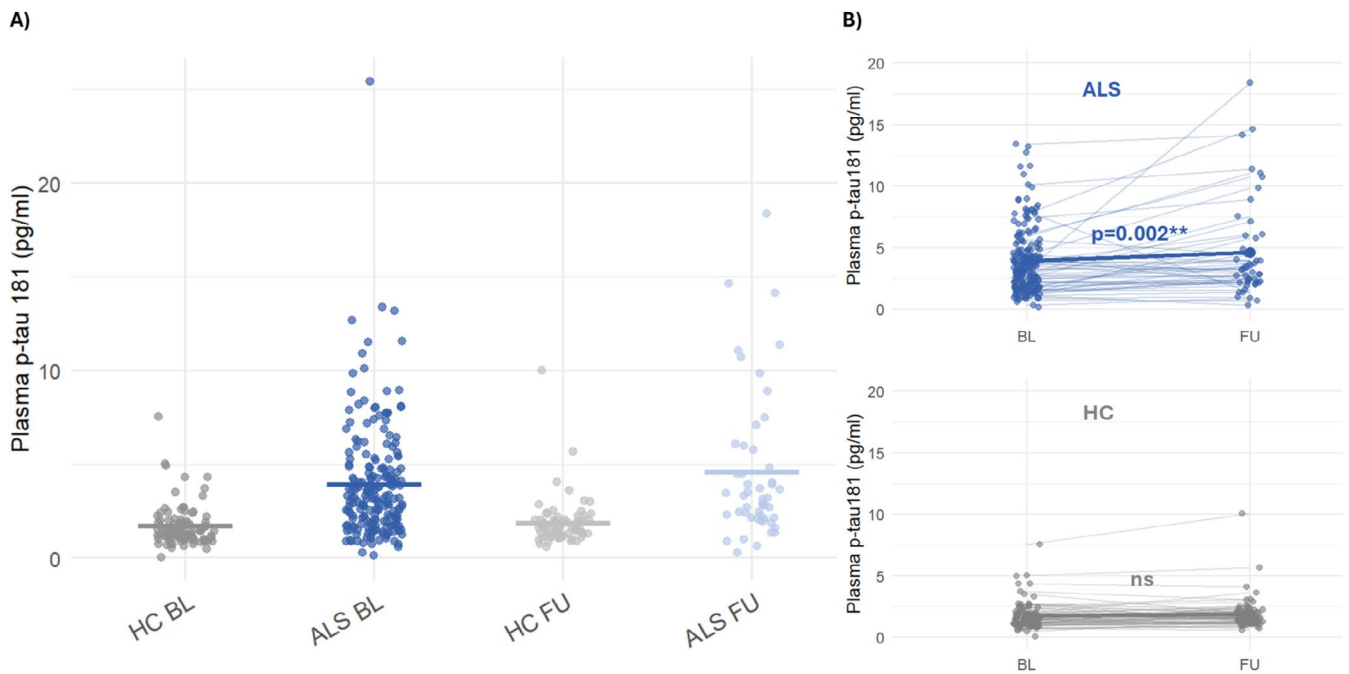 A)
Plasma p-tau 181 (pg/ml)
20
10
0
HC BL
ALS BL
HC FU
ALS FU
B)
Plasma p-tau181 (pg/ml)
20
15
10
5
0
ALS
p=0.002**
BL
FU
Plasma p-tau181 (pg/ml)
20
15
10
5
0
HC
ns
BL
FU